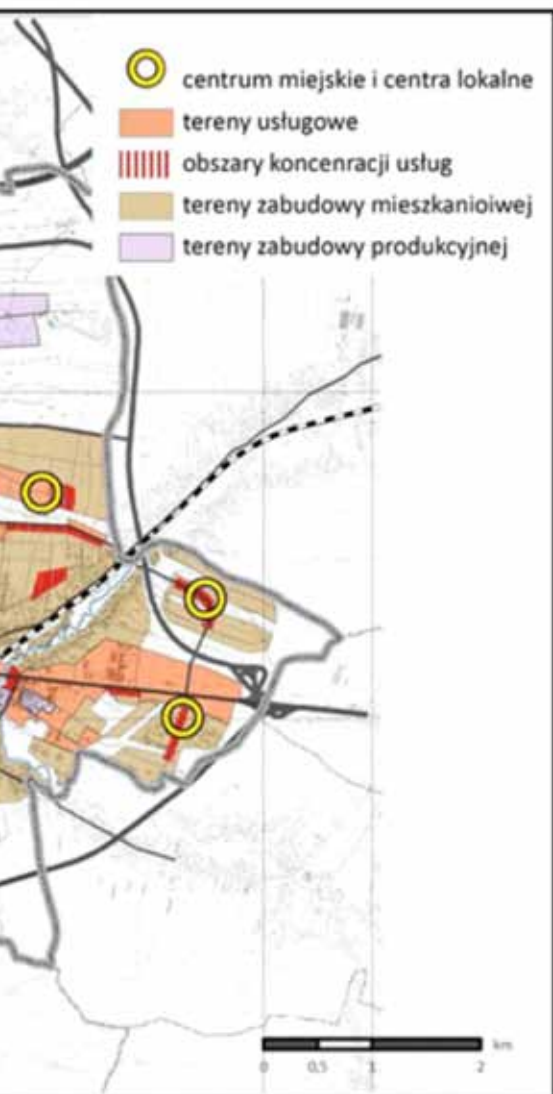 centrum miejskie i centra lokalne
tereny usługowe
obszary koncenracji usług
tereny zabudowy mieszkanioiwej
tereny zabudowy produkcyjnej
km
0 0,5 1 2